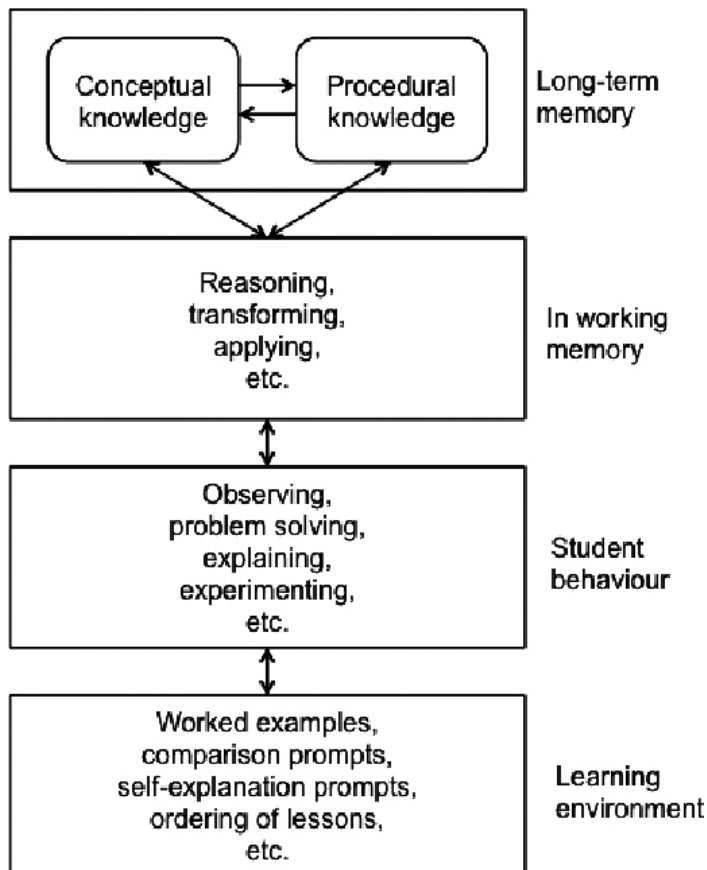 Conceptual
knowledge
Procedural
knowledge
Long-term
memory
Reasoning,
transforming,
applying,
etc.
In working
memory
Observing,
problem solving,
explaining,
experimenting,
etc.
Student
behaviour
Worked examples,
comparison prompts,
self-explanation prompts,
ordering of lessons,
etc.
Learning
environment